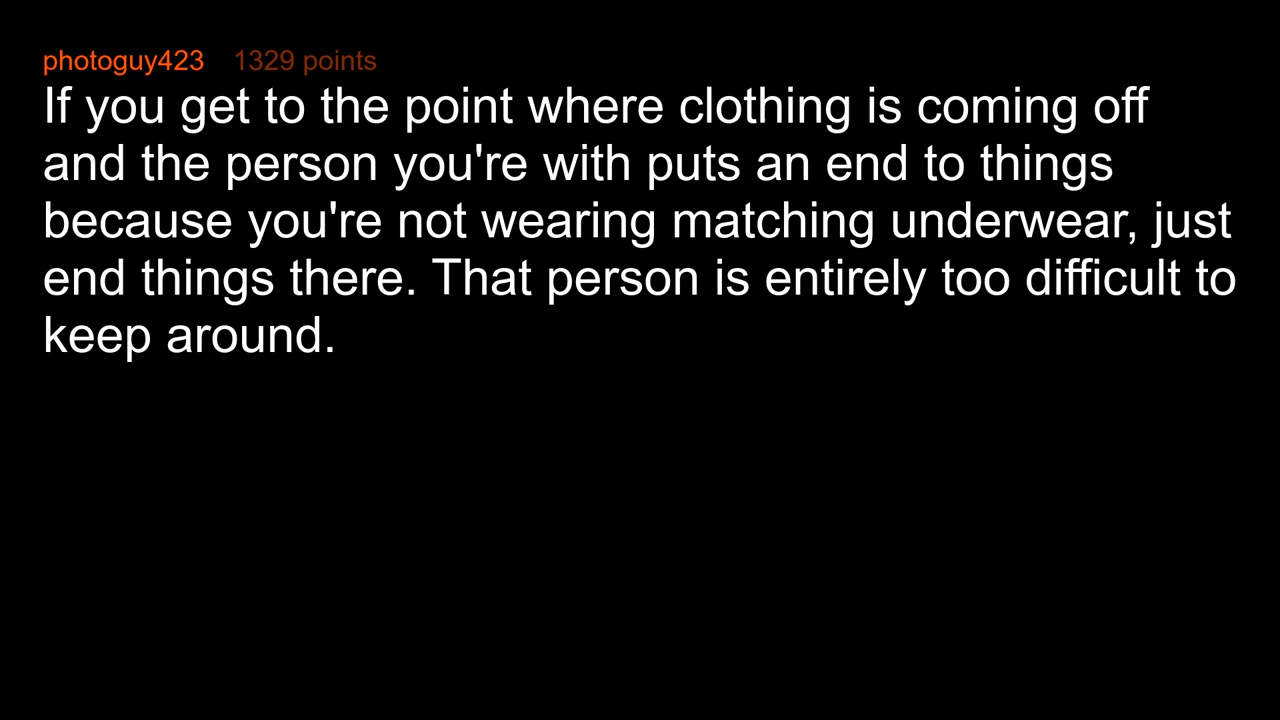 photoguy423 1329 points
If you get to the point where clothing is coming off
and the person you're with puts an end to things
because you're not wearing matching underwear, just
end things there. That person is entirely too difficult to
keep around.